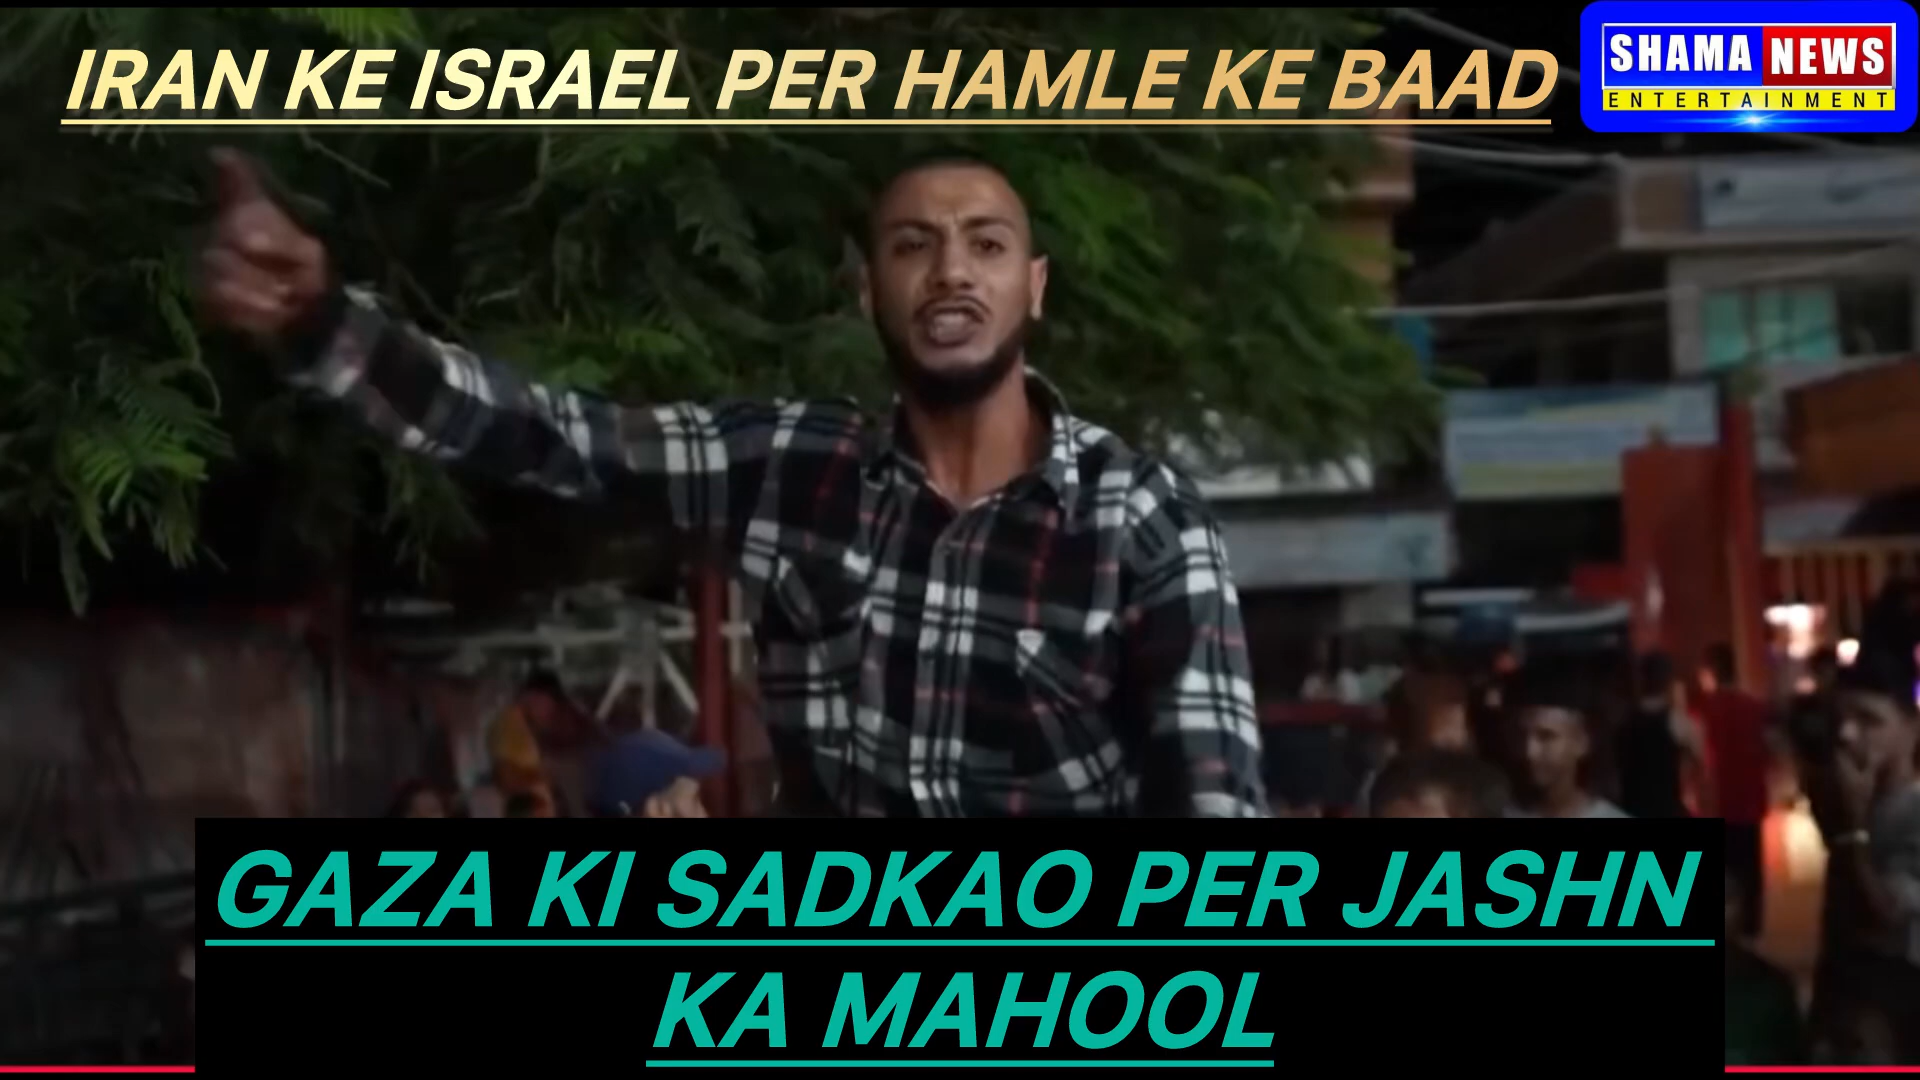 IRAN KE ISRAEL PER HAMLE KE BAAD
SHAMA NEWS
ENTERTAINMENT
GAZA KI SADKAO PER JASHN
KA MAHOOL